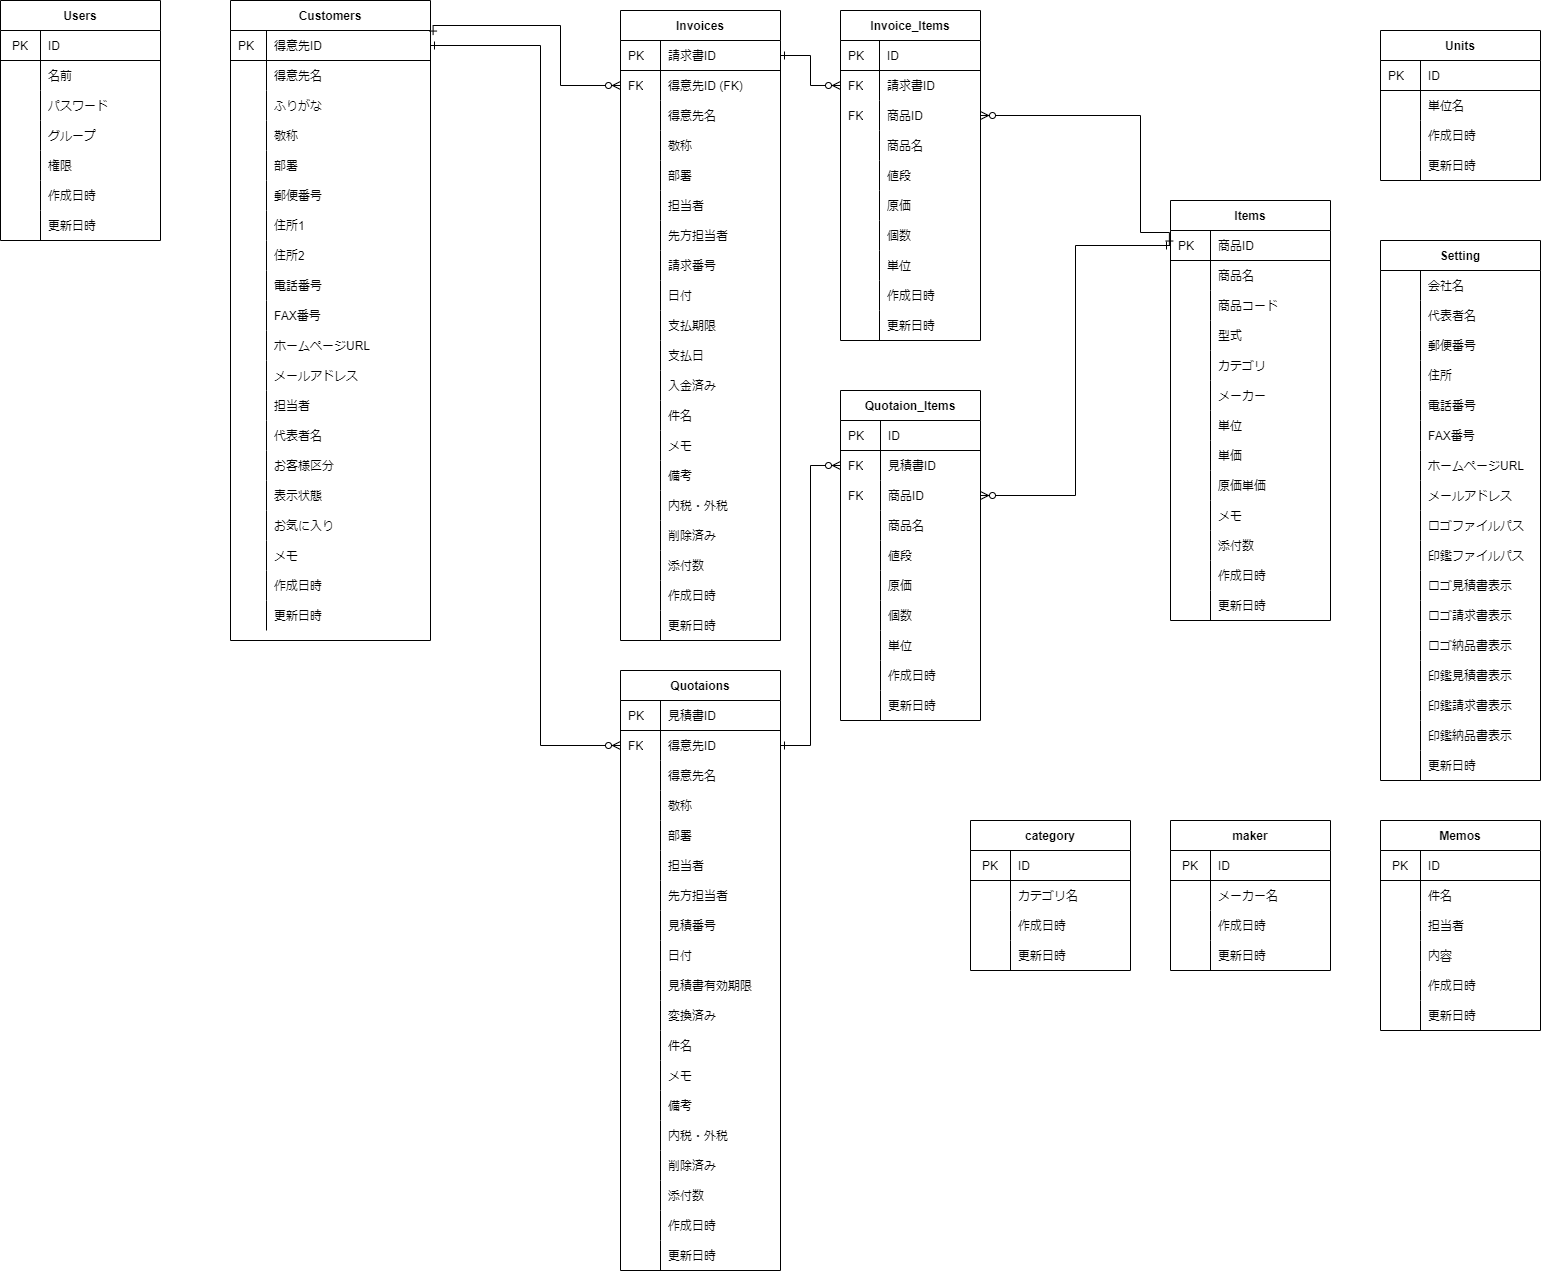 Users
PK ID
名前
パスワード
グループ
権限
作成日時
更新日時
Customers
PK 得意先ID
得意先名
ふりがな
敬称
部署
郵便番号
住所1
住所2
電話番号
FAX番号
ホームページURL
メールアドレス
担当者
代表者名
お客様区分
表示状態
お気に入り
メモ
作成日時
更新日時
Invoices
PK 請求書ID
FK 得意先ID (FK)
得意先名
敬称
部署
担当者
先方担当者
請求番号
日付
支払期限
支払日
入金済み
件名
メモ
備考
内税・外税
削除済み
添付数
作成日時
更新日時
Quotaions
PK 見積書ID
FK 得意先ID
得意先名
敬称
部署
担当者
先方担当者
見積番号
日付
見積書有効期限
変換済み
件名
メモ
備考
内税・外税
削除済み
添付数
作成日時
更新日時
Invoice_Items
PK ID
FK 請求書ID
FK 商品ID
商品名
値段
原価
個数
単位
作成日時
更新日時
Quotaion_Items
PK ID
FK 見積書ID
FK 商品ID
商品名
値段
原価
個数
単位
作成日時
更新日時
Items
PK 商品ID
商品名
商品コード
型式
カテゴリ
メーカー
単位
単価
原価単価
メモ
添付数
作成日時
更新日時
Units
PK ID
単位名
作成日時
更新日時
Setting
会社名
代表者名
郵便番号
住所
電話番号
FAX番号
ホームページURL
メールアドレス
ロゴファイルパス
印鑑ファイルパス
ロゴ見積書表示
ロゴ請求書表示
ロゴ納品書表示
印鑑見積書表示
印鑑請求書表示
印鑑納品書表示
更新日時
category
PK ID
カテゴリ名
作成日時
更新日時
maker
PK ID
メーカー名
作成日時
更新日時
Memos
PK ID
件名
担当者
内容
作成日時
更新日時